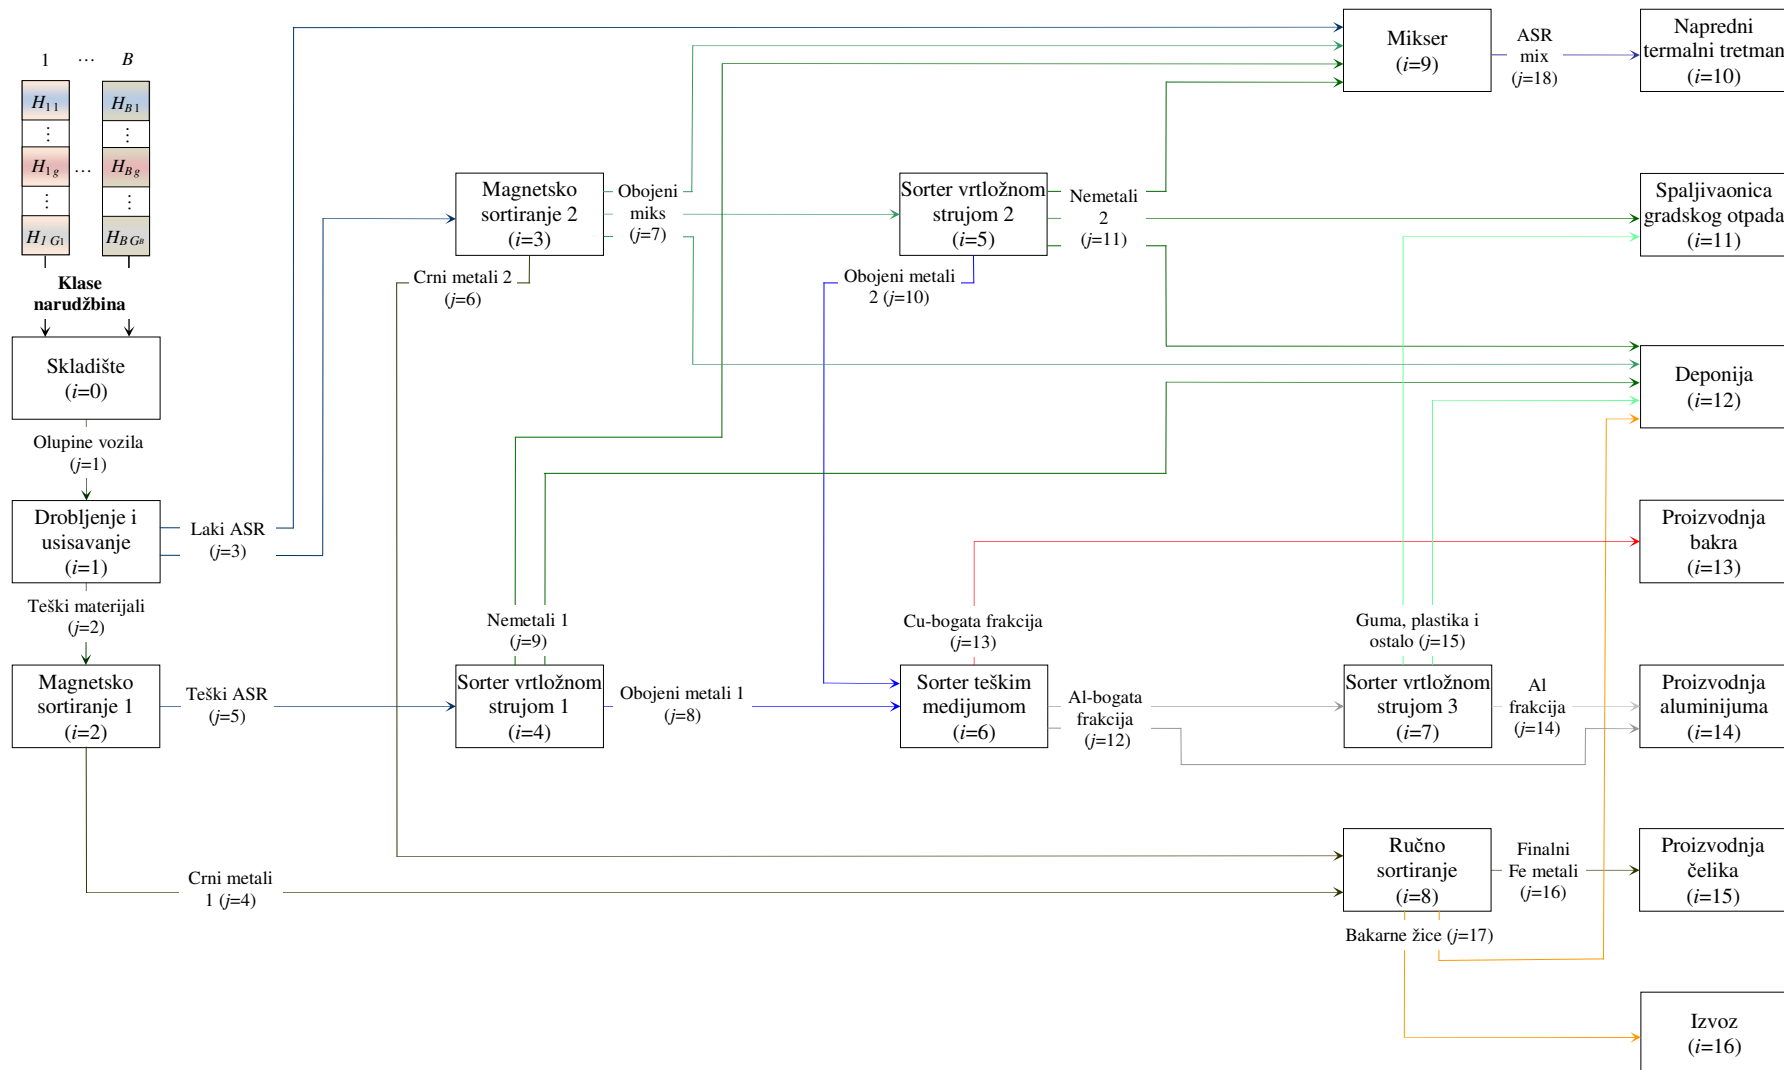 1 ... B
H11
HB1
⋮
⋮
H1g
...
HBg
⋮
⋮
H1 G1
HB GB
Klase
narudžbina
Skladište
(i=0)
Olupine vozila
(j=1)
Drobljenje i
usisavanje
(i=1)
Laki ASR
(j=3)
Teški materijali
(j=2)
Magnetsko
sortiranje 1
(i=2)
Teški ASR
(j=5)
Crni metali
1 (j=4)
Magnetsko
sortiranje 2
(i=3)
Obojeni
miks
(j=7)
Crni metali 2
(j=6)
Nemetali 1
(j=9)
Sorter vrtložnom
strujom 1
(i=4)
Obojeni metali 1
(j=8)
Sorter vrtložnom
strujom 2
(i=5)
Nemetali
2
(j=11)
Obojeni metali
2 (j=10)
Cu-bogata frakcija
(j=13)
Sorter teškim
medijumom
(i=6)
Al-bogata
frakcija
(j=12)
Guma, plastika i
ostalo (j=15)
Sorter vrtložnom
strujom 3
(i=7)
Al
frakcija
(j=14)
Ručno
sortiranje
(i=8)
Finalni
Fe metali
(j=16)
Bakarne žice (j=17)
Mikser
(i=9)
ASR
mix
(j=18)
Napredni
termalni tretman
(i=10)
Spaljivaonica
gradskog otpada
(i=11)
Deponija
(i=12)
Proizvodnja
bakra
(i=13)
Proizvodnja
aluminijuma
(i=14)
Proizvodnja
čelika
(i=15)
Izvoz
(i=16)